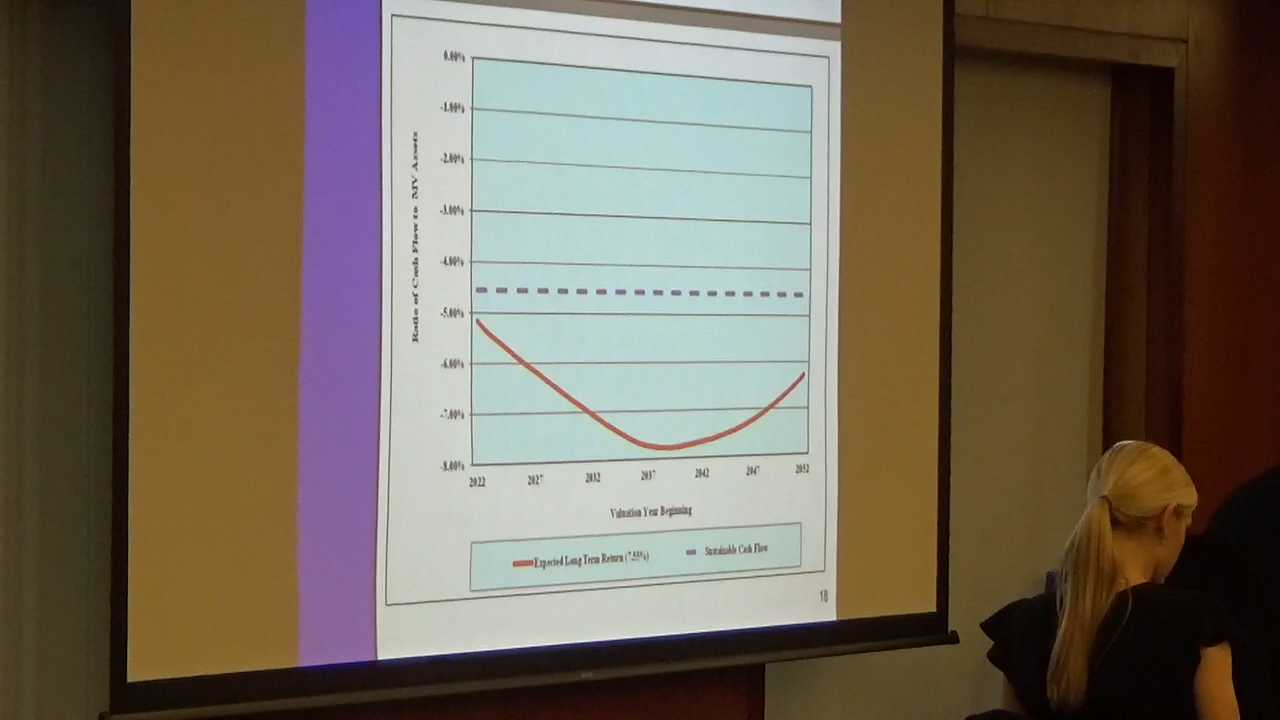 0.00%
-1.00%
-2.00%
-3.00%
-4.00%
-5.00%
-6.00%
-7.00%
-8.00%
Ratio of Cash Flow to MV Assets
2022 2027 2032 2037 2042 2047 2052
Valuation Year Beginning
Expected Long Term Return Sustainable Cash Flow
18